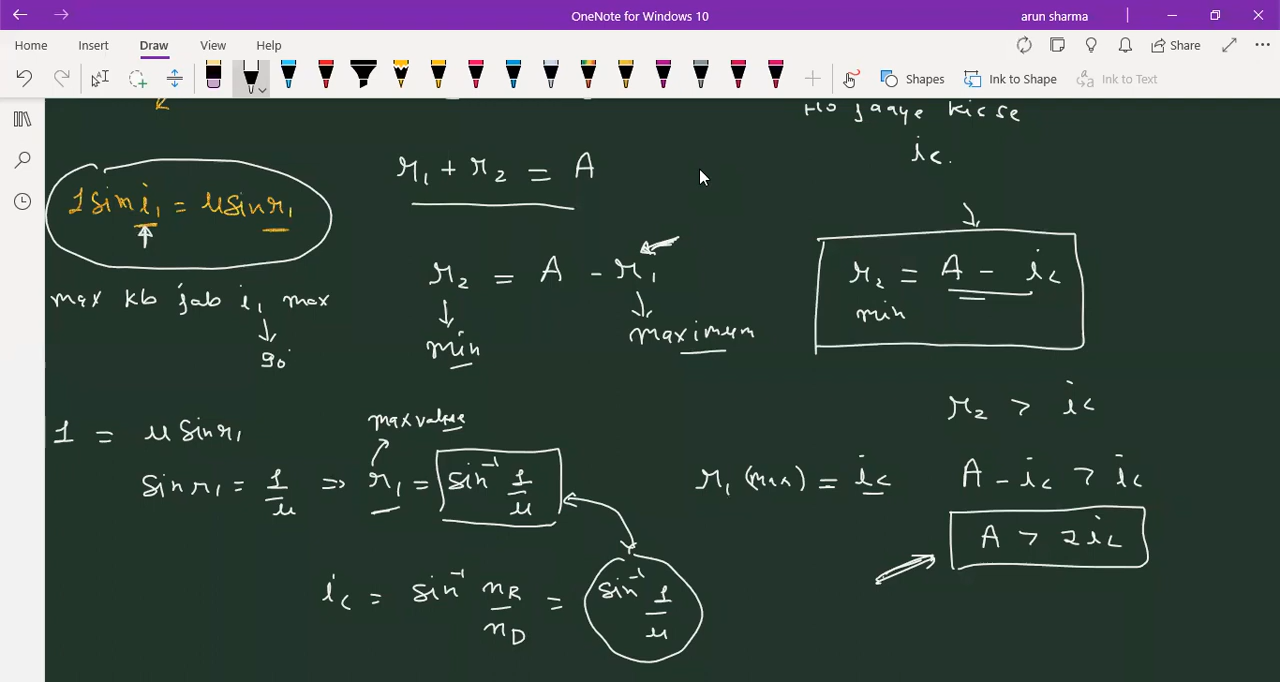 OneNote for Windows 10
arun sharma
Home Insert Draw View Help
Share
Shapes
Ink to Shape
Ink to Text
Ho jaaye kicse
ic.
1 sin i₁ = μ sin r₁
max kb jab i₁ max
90
r₁ + r₂ = A
r₂ = A - r₁
min
maximum
r₂ = A - ic
min
1 = μ sin r₁
sin r₁ = 1/μ ⇒ r₁ = sin⁻¹ 1/μ
max value
ic = sin⁻¹ nR/nD = sin⁻¹ 1/μ
r₁ (max) = ic
r₂ > ic
A - ic > ic
A > 2ic